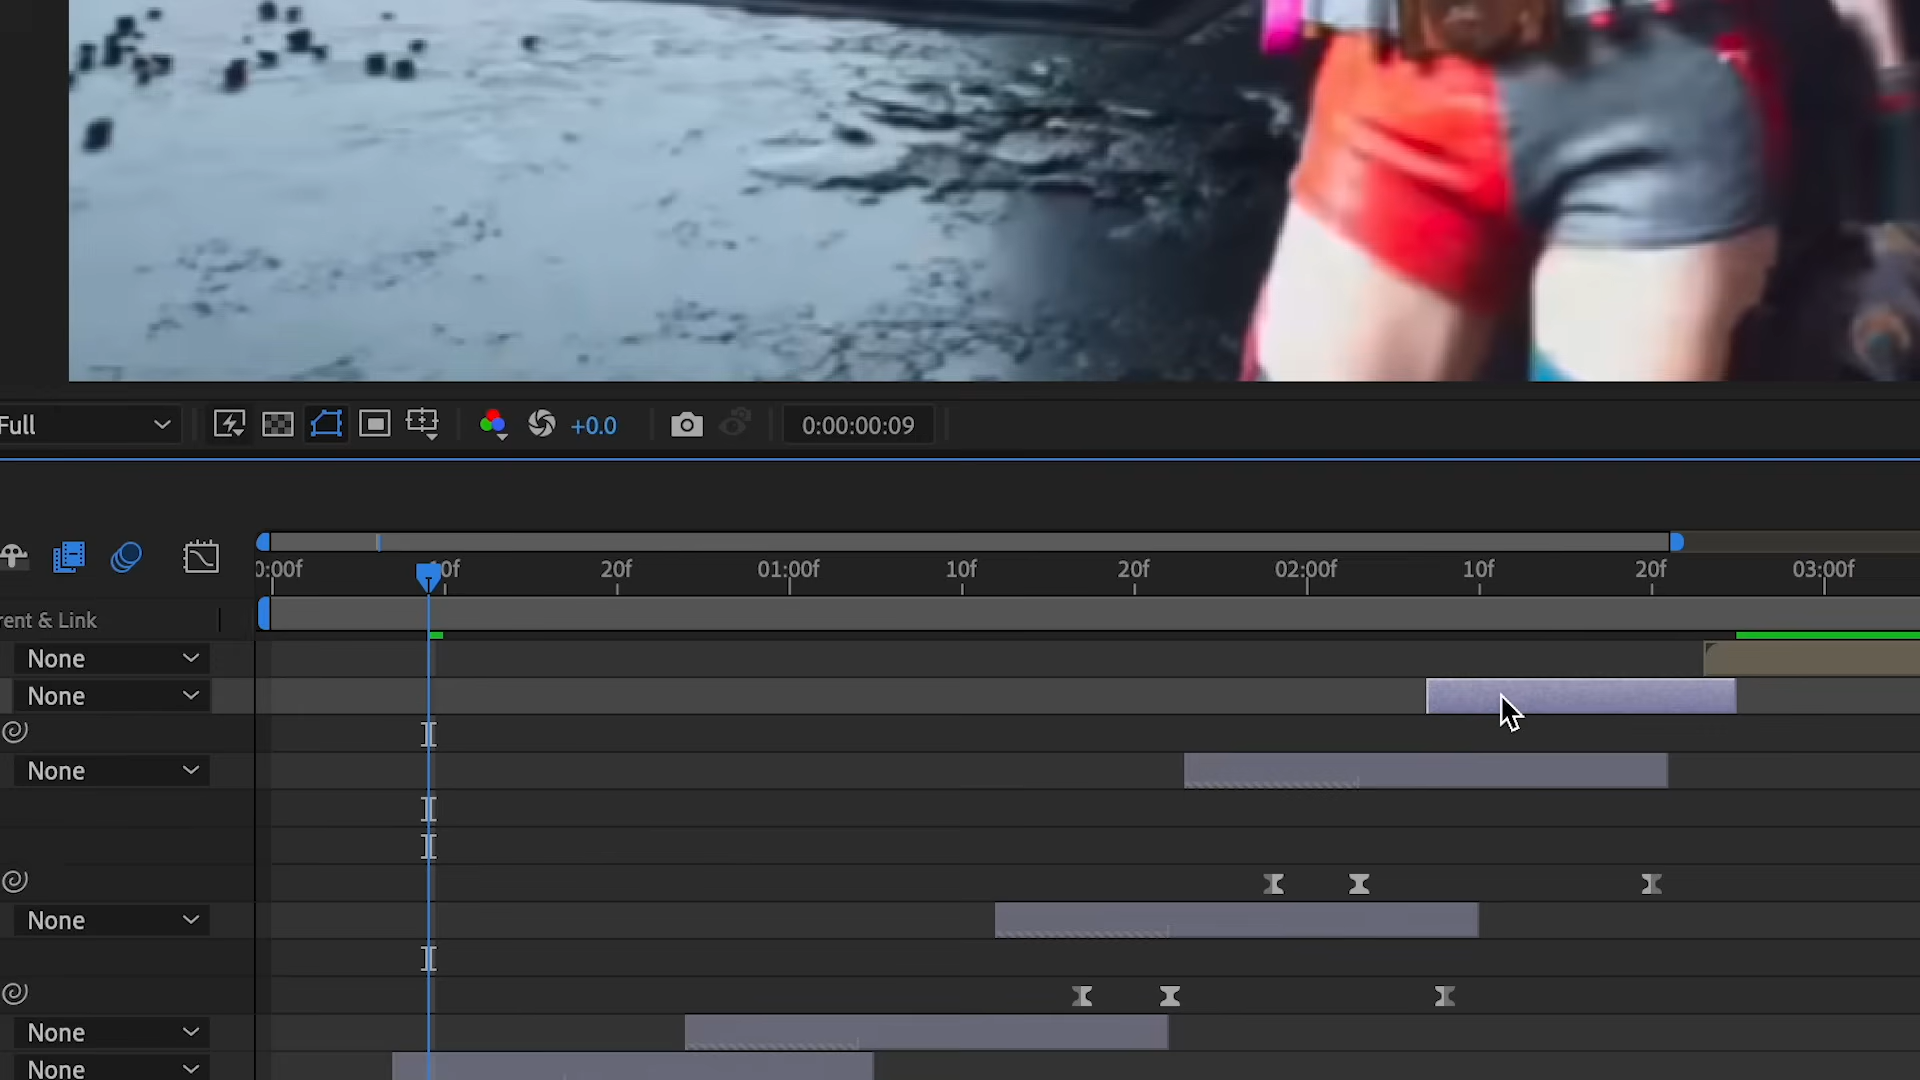 Full
+0.0
0:00:00:09
0:00f
10f
20f
01:00f
10f
20f
02:00f
10f
20f
03:00f
rent & Link
None
None
None
None
None
None